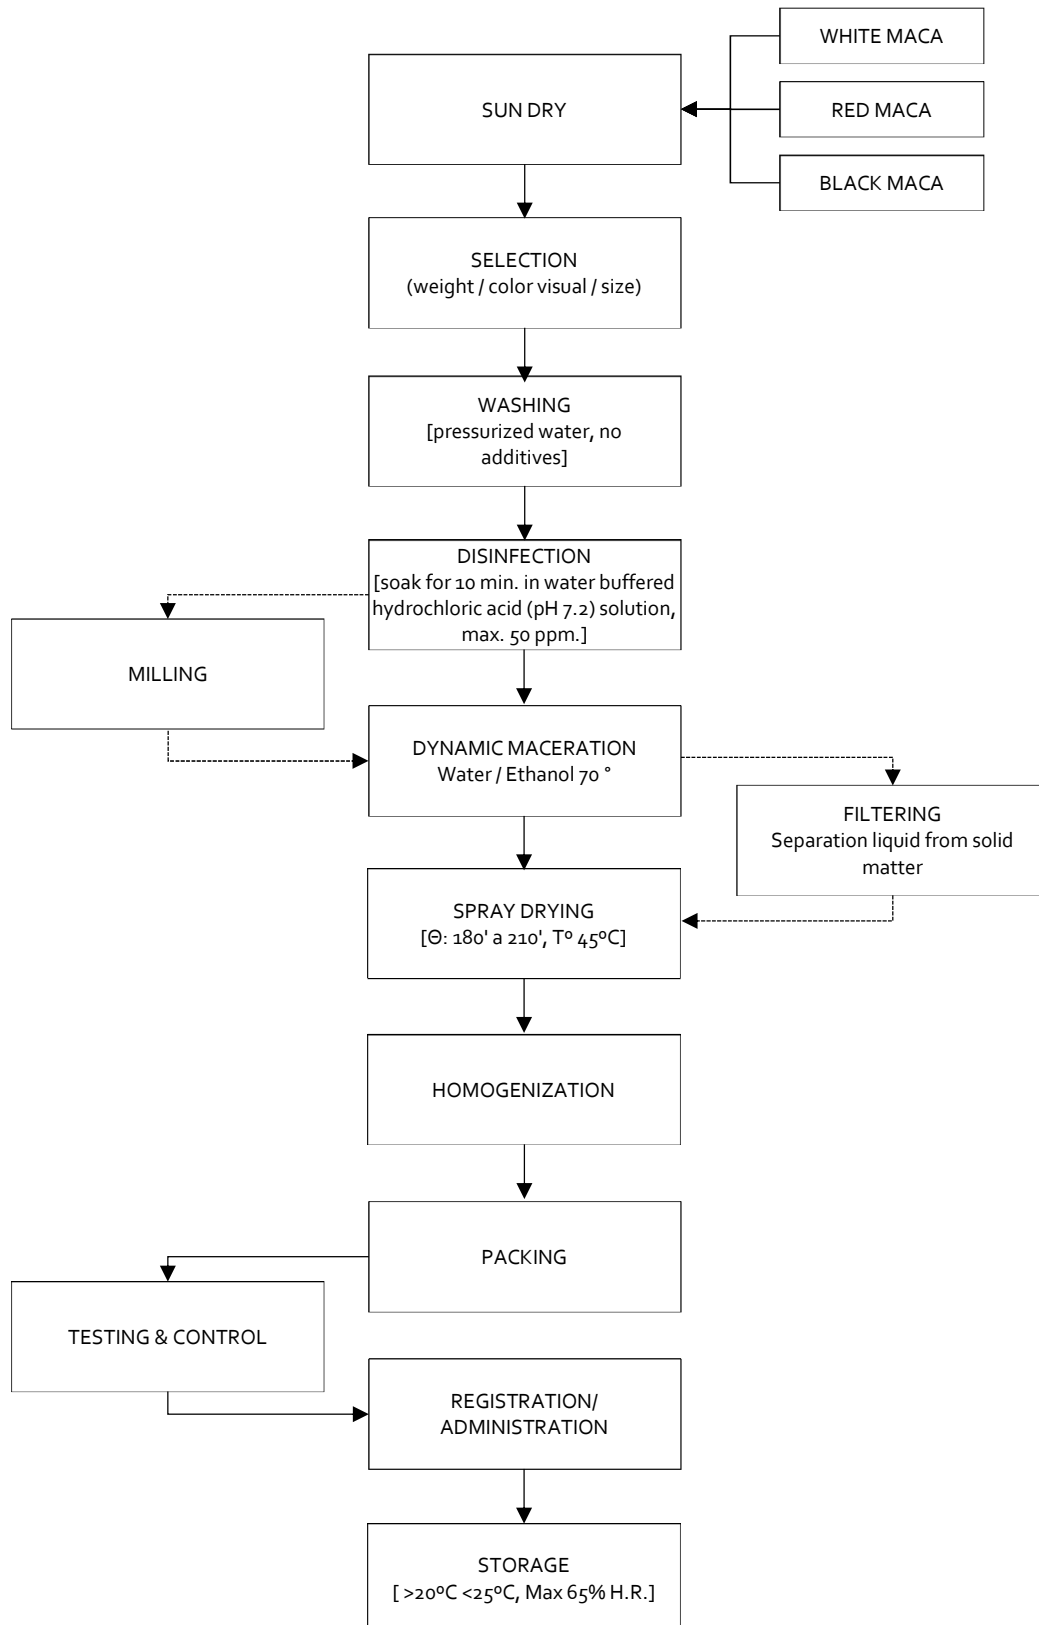 WHITE MACA
SUN DRY
RED MACA
BLACK MACA
SELECTION
(weight / color visual / size)
WASHING
[pressurized water, no
additives]
DISINFECTION
[soak for 10 min. in water buffered
hydrochloric acid (pH 7.2) solution,
max. 50 ppm.]
MILLING
DYNAMIC MACERATION
Water / Ethanol 70 °
FILTERING
Separation liquid from solid
matter
SPRAY DRYING
[Θ: 180' a 210', Tº 45ºC]
HOMOGENIZATION
PACKING
TESTING & CONTROL
REGISTRATION/
ADMINISTRATION
STORAGE
[ >20ºC <25ºC, Max 65% H.R.]